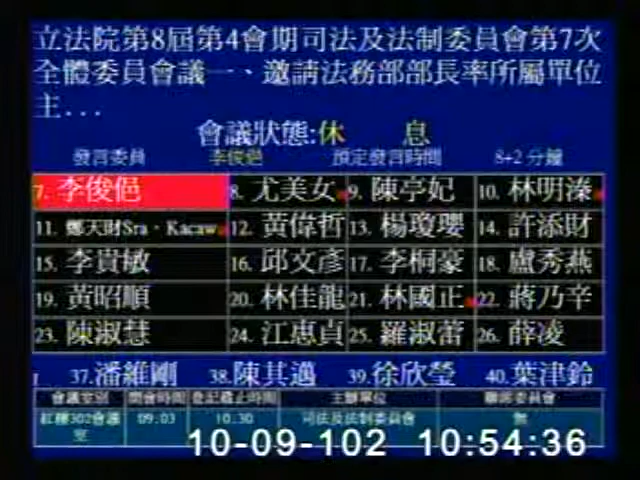 立法院第8屆第4會期司法及法制委員會第7次
全體委員會議一、邀請法務部部長率所屬單位
主...
會議狀態:休 息
發言委員 李俊俋 預定發言時間 8+2 分鐘
7. 李俊俋 8. 尤美女 9. 陳亭妃 10. 林明溱
11. 鄭天財Sra・Kacaw 12. 黃偉哲 13. 楊瓊瓔 14. 許添財
15. 李貴敏 16. 邱文彥 17. 李桐豪 18. 盧秀燕
19. 黃昭順 20. 林佳龍 21. 林國正 22. 蔣乃辛
23. 陳淑慧 24. 江惠貞 25. 羅淑蕾 26. 薛凌
37.潘維剛 38.陳其邁 39.徐欣瑩 40.葉津鈴
會議室別 開會時間 登記截止時間 主辦單位 聯席委員會
紅樓302會議室 09:03 10:30 司法及法制委員會 無
10-09-102 10:54:36